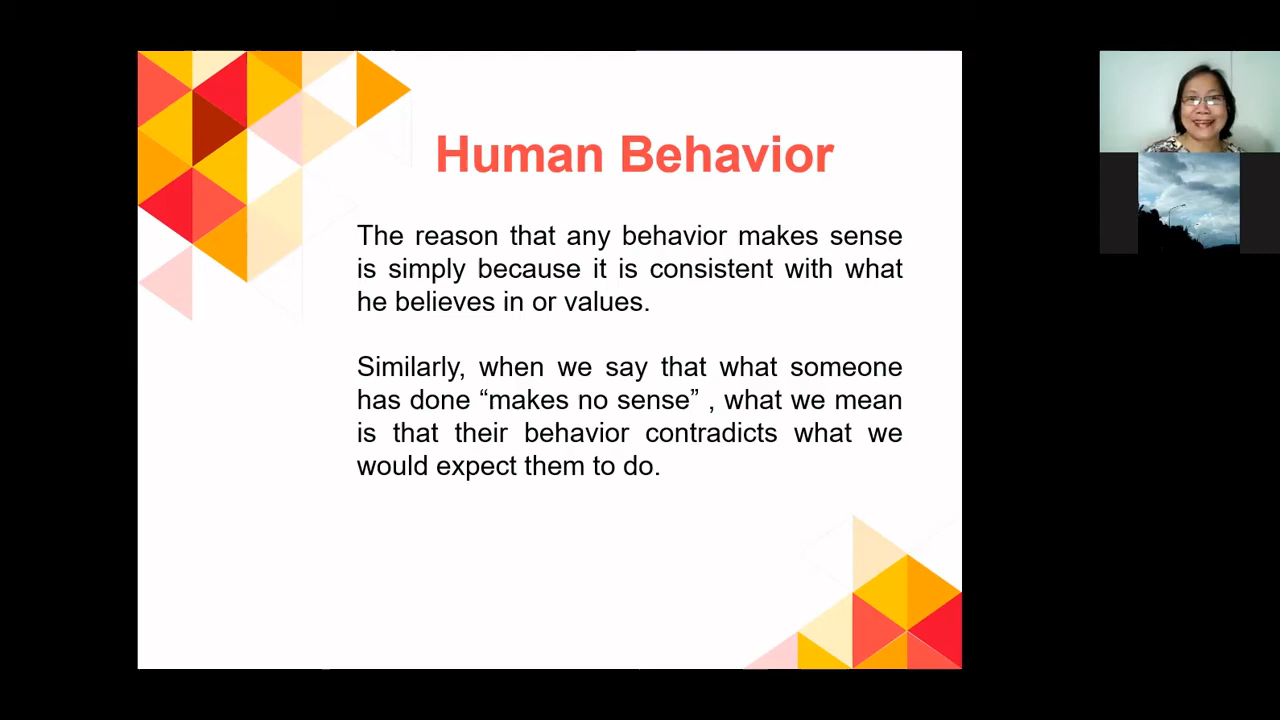 Human Behavior
The reason that any behavior makes sense
is simply because it is consistent with what
he believes in or values.
Similarly, when we say that what someone
has done “makes no sense” , what we mean
is that their behavior contradicts what we
would expect them to do.